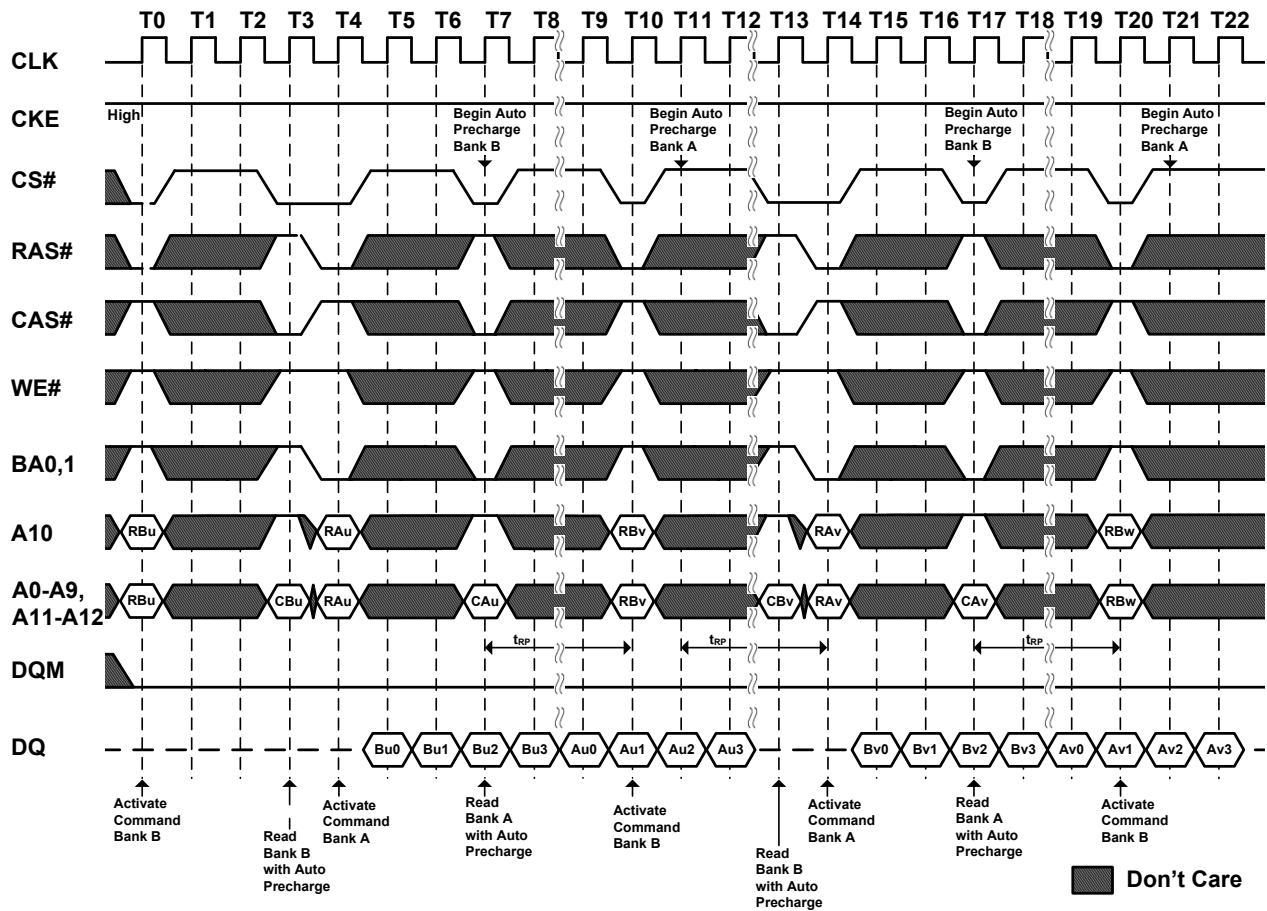 T0 T1 T2 T3 T4 T5 T6 T7 T8 T9 T10 T11 T12 T13 T14 T15 T16 T17 T18 T19 T20 T21 T22
CLK
CKE
High
Begin Auto
Precharge
Bank B
Begin Auto
Precharge
Bank A
Begin Auto
Precharge
Bank B
Begin Auto
Precharge
Bank A
CS#
RAS#
CAS#
WE#
BA0,1
A10
RBu RAu RBv RAv RBw
A0-A9,
A11-A12
RBu CBu RAu CAu RBv CBv RAv CAv RBw
tRP tRP tRP
DQM
DQ
Bu0 Bu1 Bu2 Bu3 Au0 Au1 Au2 Au3 Bv0 Bv1 Bv2 Bv3 Av0 Av1 Av2 Av3
Activate
Command
Bank B
Read
Bank B
with Auto
Precharge
Activate
Command
Bank A
Read
Bank A
with Auto
Precharge
Activate
Command
Bank B
Read
Bank B
with Auto
Precharge
Activate
Command
Bank A
Read
Bank A
with Auto
Precharge
Activate
Command
Bank B
Don't Care